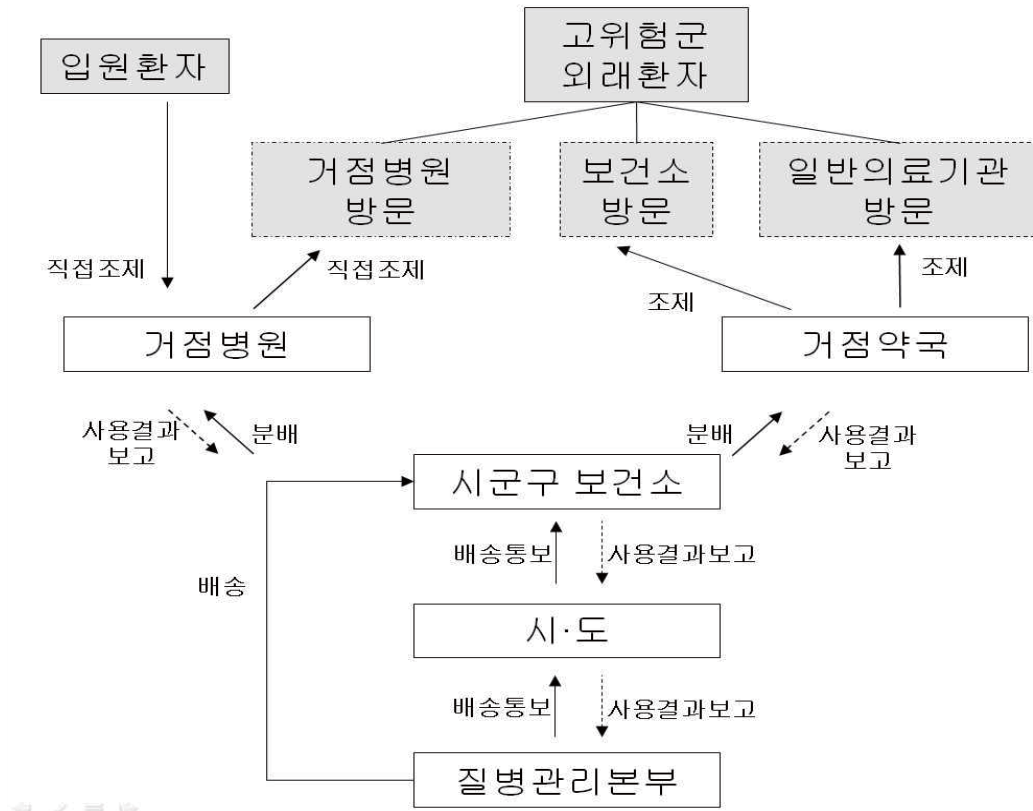 고위험군
외래환자
입원환자
거점병원
방문
보건소
방문
일반의료기관
방문
직접조제
직접조제
조제
조제
거점병원
거점약국
사용결과
보고
분배
분배
사용결과
보고
시군구 보건소
배송통보
사용결과보고
배송
시·도
배송통보
사용결과보고
질병관리본부